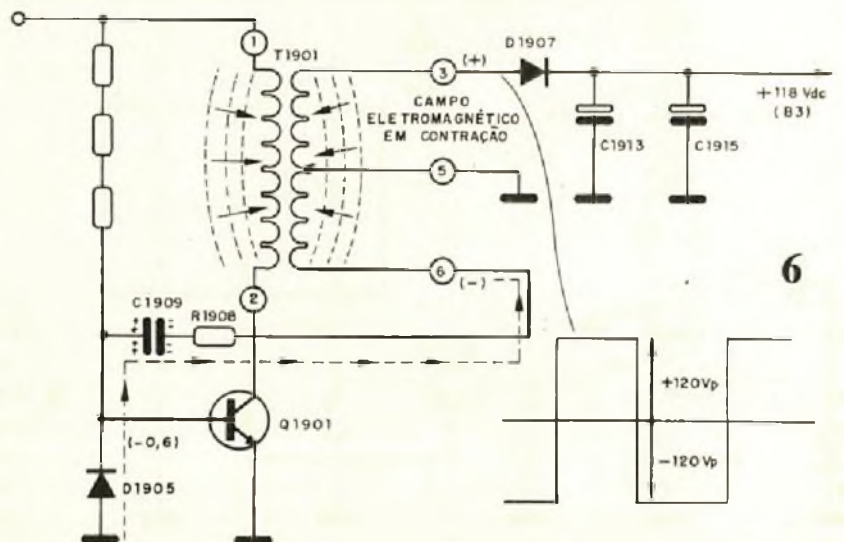 1
T1901
3
(+)
D1907
+118 Vdc
(B3)
CAMPO
ELETROMAGNÉTICO
EM CONTRAÇÃO
C1913
C1915
5
6
(-)
6
2
C1909
R1908
+120Vp
-120Vp
Q1901
(-0,6)
D1905